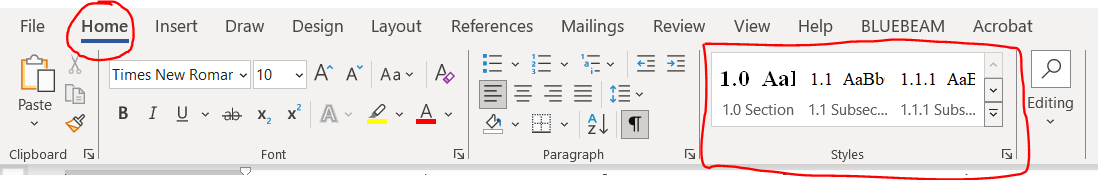 File Home Insert Draw Design Layout References Mailings Review View Help BLUEBEAM Acrobat
Times New Romar 10 A A Aa A
1.0 AaI 1.1 AaBb 1.1.1 AaB
Paste
B I U ab x2 x2 A A
1.0 Section 1.1 Subsec... 1.1.1 Subs...
Editing
Clipboard Font Paragraph Styles